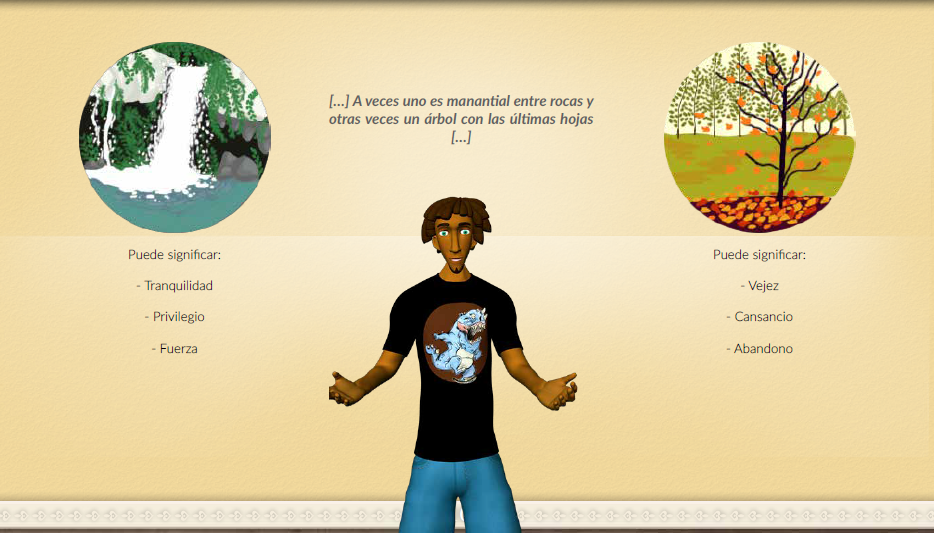 [...] A veces uno es manantial entre rocas y
otras veces un árbol con las últimas hojas
[...]
Puede significar:
- Tranquilidad
- Privilegio
- Fuerza
Puede significar:
- Vejez
- Cansancio
- Abandono